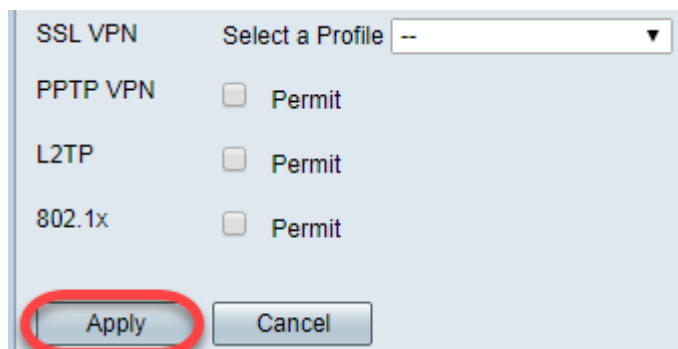 SSL VPN Select a Profile --
PPTP VPN Permit
L2TP Permit
802.1x Permit
Apply Cancel